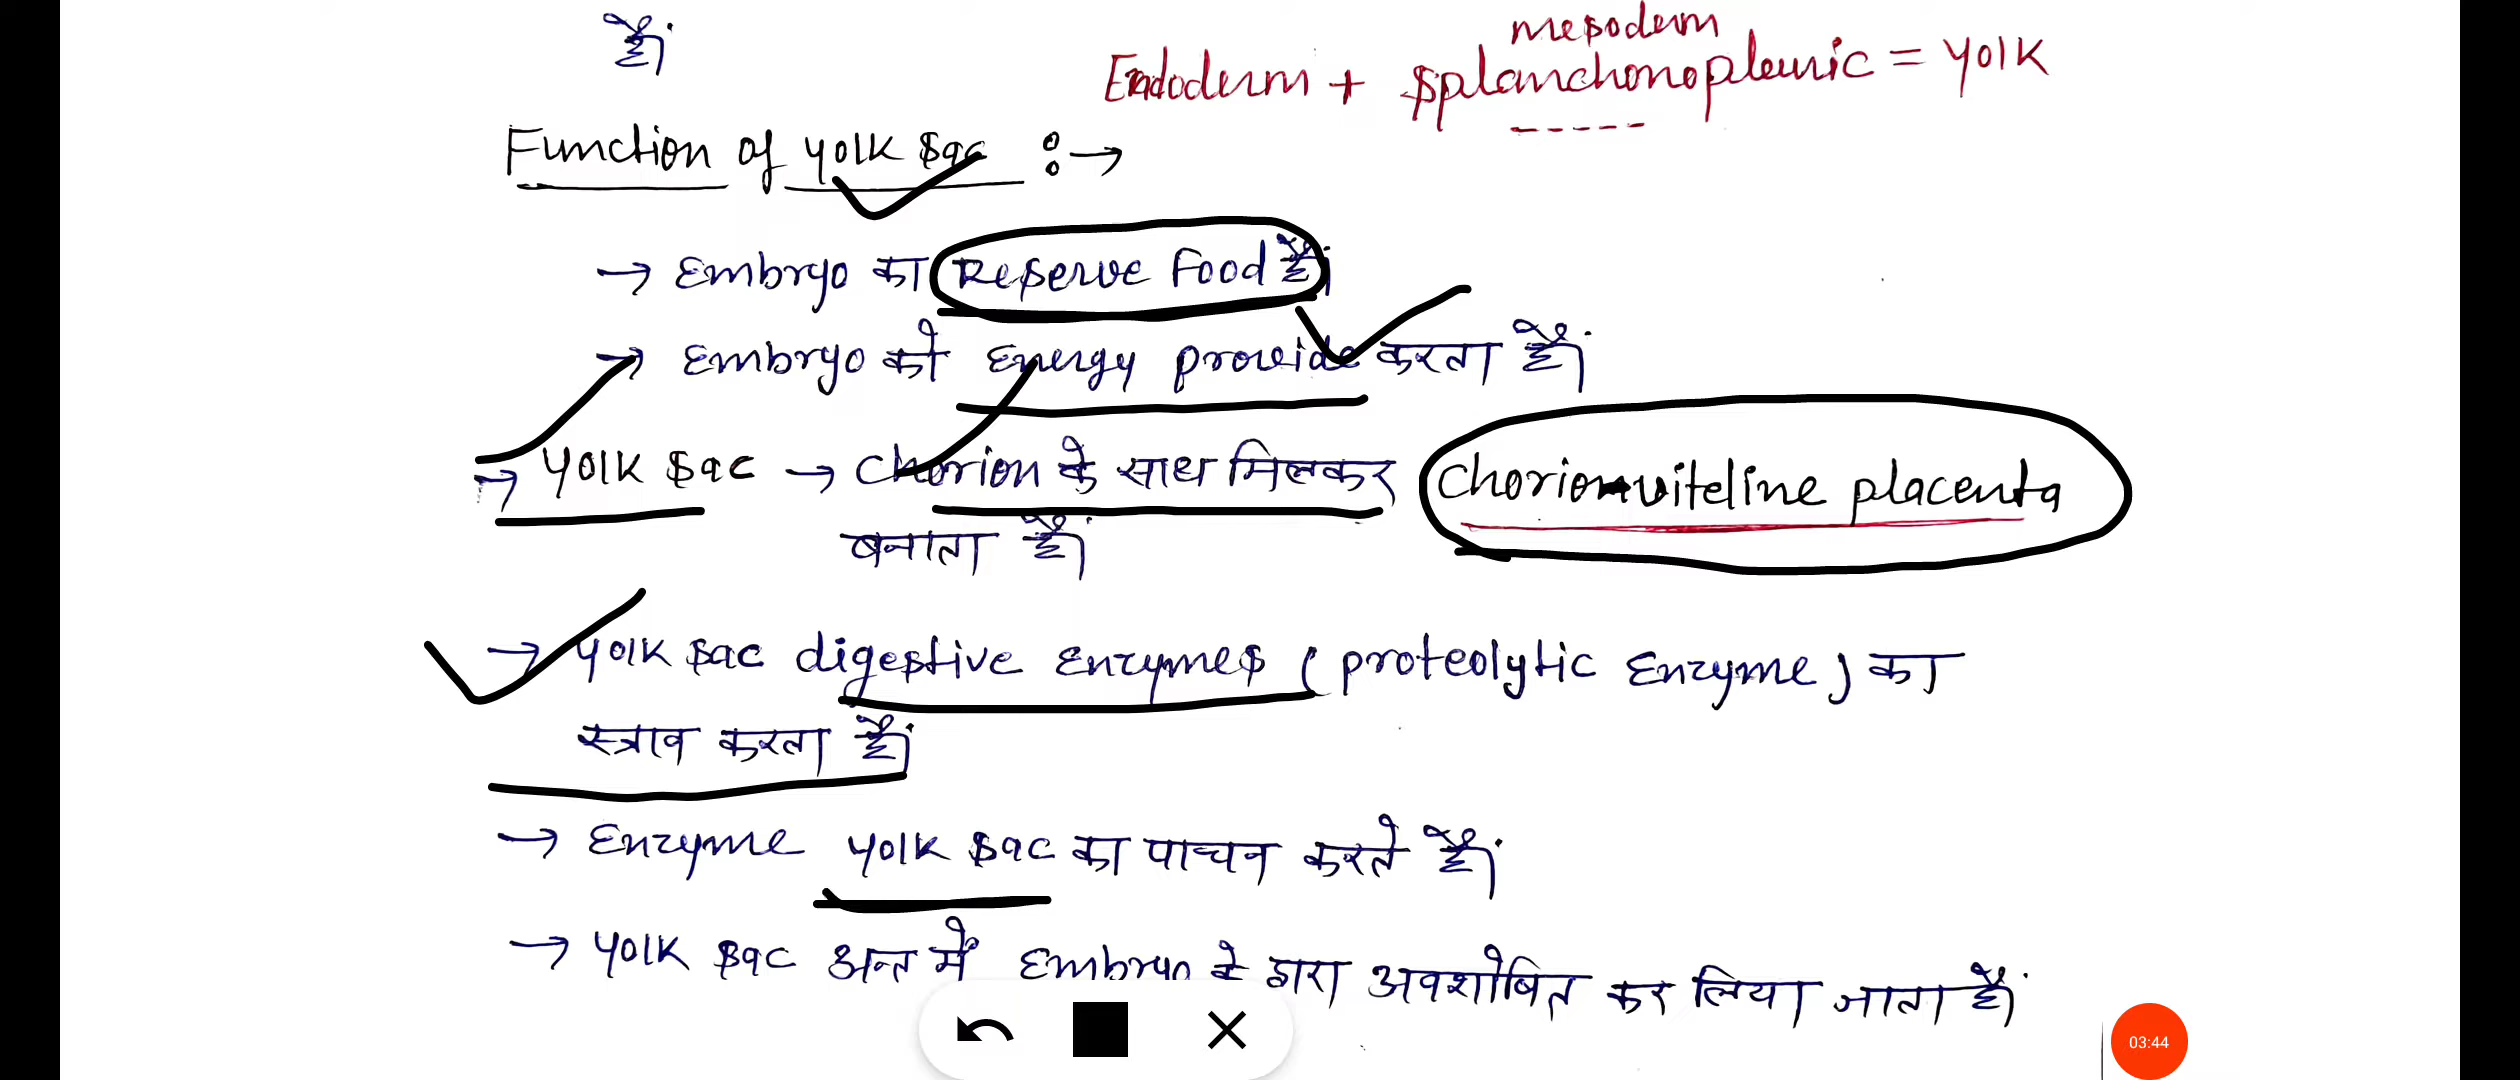 है।
mesoderm
Endoderm + Splanchonopleuric = Yolk
Function of yolk sac :→
→ Embryo का Reserve Food है।
→ Embryo को Energy provide करता है।
→ Yolk sac → Chorion के साथ मिलकर Chorionviteline placenta
बनाता है।
→ Yolk sac digestive Enzymes (proteolytic Enzyme) का
स्त्राव करता है।
→ Enzyme yolk sac का पाचन करते है।
→ Yolk sac अन्त में Embryo के द्वारा अवशोषित कर लिया जाता है।
03:44